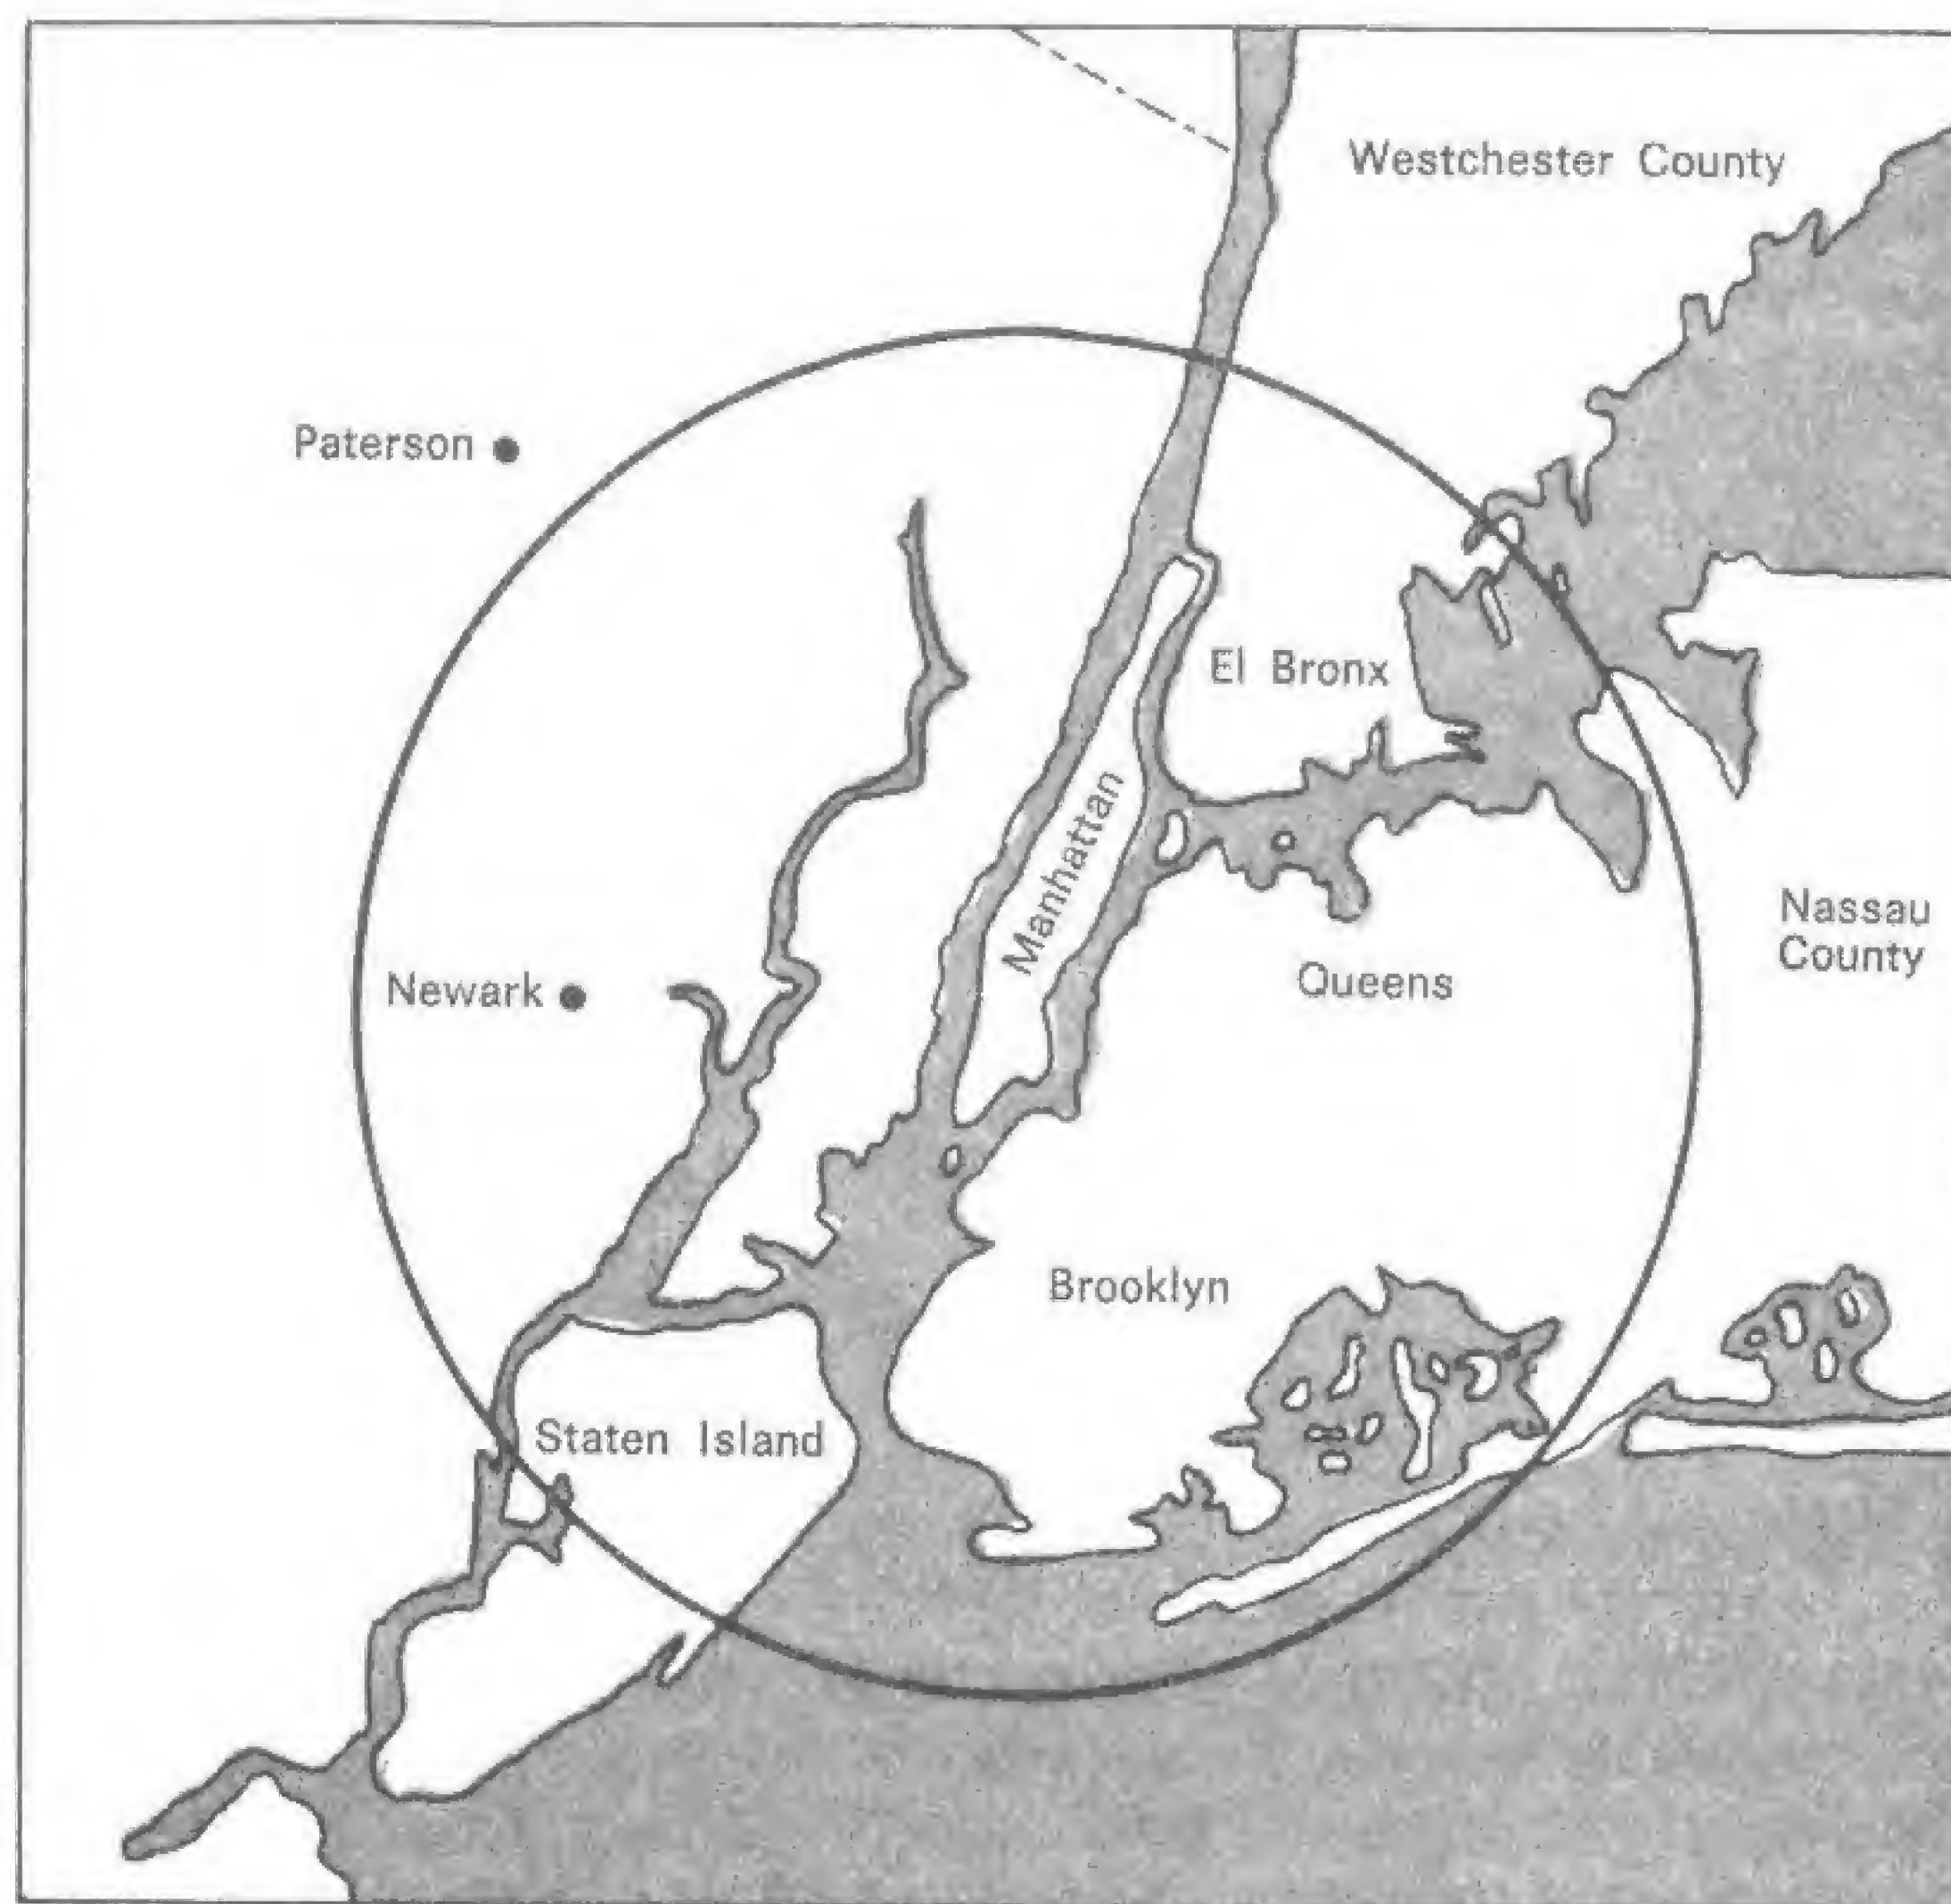 Westchester County
Paterson
El Bronx
Manhattan
Nassau
County
Newark
Queens
Brooklyn
Staten Island